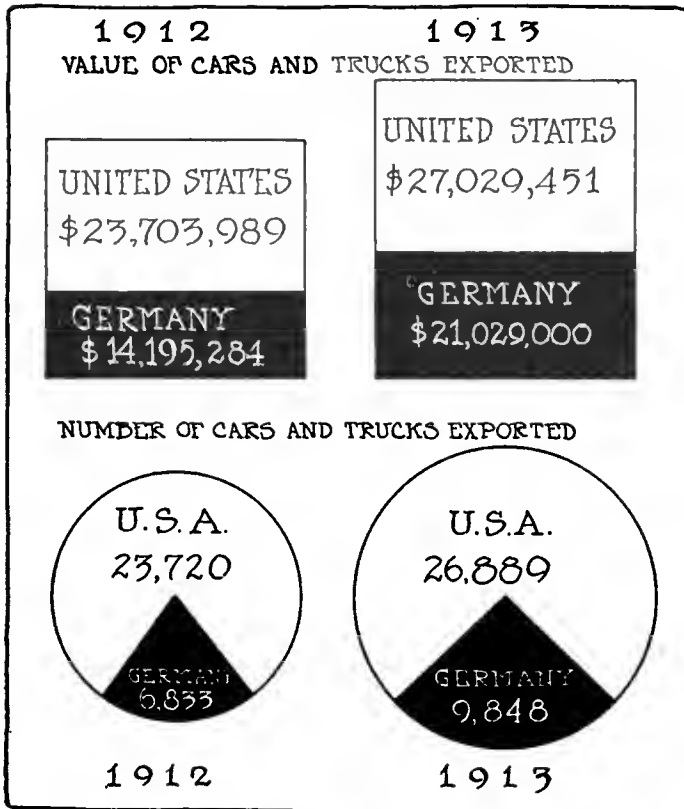 1912 1913
VALUE OF CARS AND TRUCKS EXPORTED
UNITED STATES
$23,703,989
GERMANY
$14,195,284
UNITED STATES
$27,029,451
GERMANY
$21,029,000
NUMBER OF CARS AND TRUCKS EXPORTED
U.S.A.
23,720
GERMANY
6,833
U.S.A.
26,889
GERMANY
9,848
1912 1913